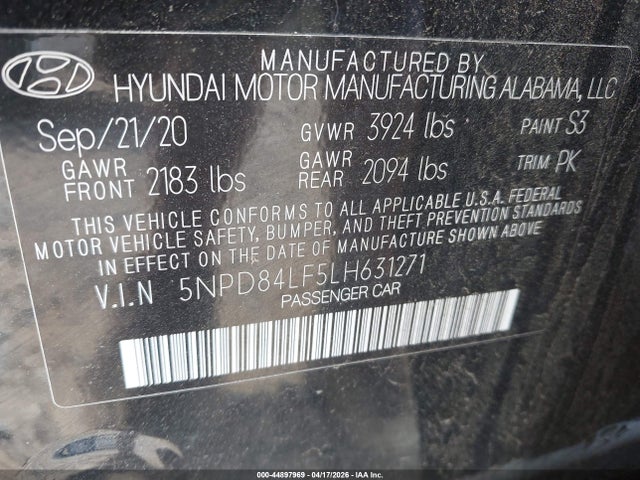 MANUFACTURED BY
HYUNDAI MOTOR MANUFACTURING ALABAMA, LLC
Sep/21/20 GVWR 3924 lbs PAINT S3
GAWR FRONT 2183 lbs GAWR REAR 2094 lbs TRIM PK
THIS VEHICLE CONFORMS TO ALL APPLICABLE U.S.A. FEDERAL
MOTOR VEHICLE SAFETY, BUMPER, AND THEFT PREVENTION STANDARDS
IN EFFECT ON THE DATE OF MANUFACTURE SHOWN ABOVE
V.I.N 5NPD84LF5LH631271
PASSENGER CAR
000-44897969 | 04/17/2026 | IAA Inc.